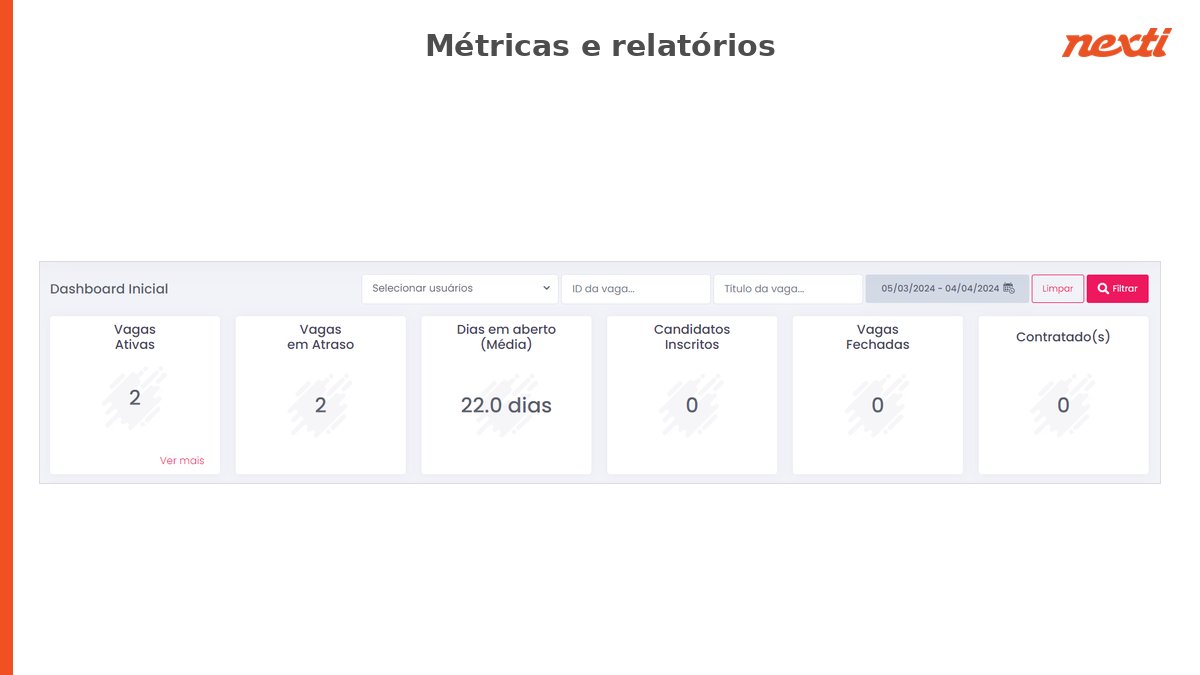 Métricas e relatórios
nexti
Dashboard Inicial
Selecionar usuários
ID da vaga...
Título da vaga...
05/03/2024 - 04/04/2024
Limpar
Filtrar
Vagas
Ativas
2
Ver mais
Vagas
em Atraso
2
Dias em aberto
(Média)
22.0 dias
Candidatos
Inscritos
0
Vagas
Fechadas
0
Contratado(s)
0